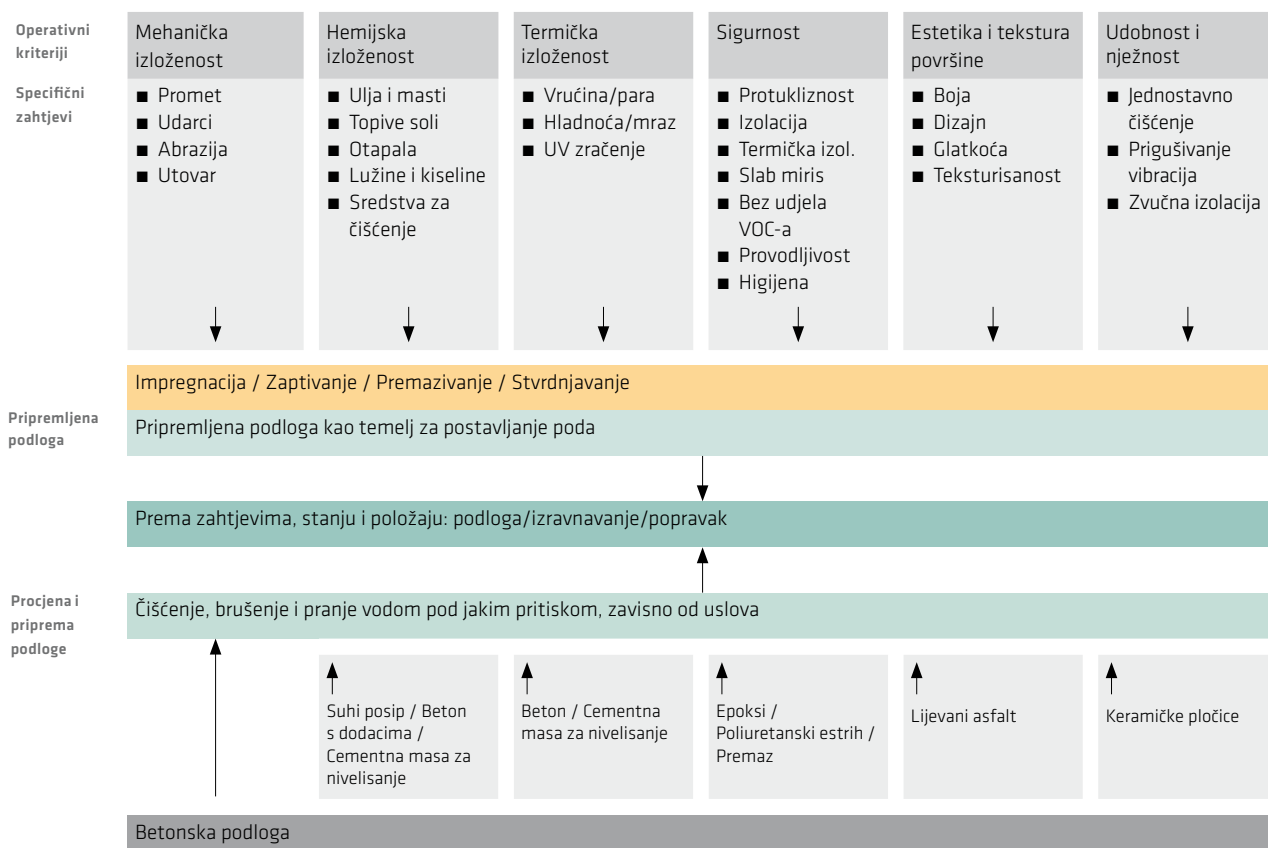 Operativni
kriteriji
Mehanička
izloženost
Hemijska
izloženost
Termička
izloženost
Sigurnost
Estetika i tekstura
površine
Udobnost i
nježnost
Specifični
zahtjevi
■ Promet
■ Udarci
■ Abrazija
■ Utovar
■ Ulja i masti
■ Topive soli
■ Otapala
■ Lužine i kiseline
■ Sredstva za
čišćenje
■ Vrućina/para
■ Hladnoća/mraz
■ UV zračenje
■ Protukliznost
■ Izolacija
■ Termička izol.
■ Slab miris
■ Bez udjela
VOC-a
■ Provodljivost
■ Higijena
■ Boja
■ Dizajn
■ Glatkoća
■ Teksturisanost
■ Jednostavno
čišćenje
■ Prigušivanje
vibracija
■ Zvučna izolacija
Impregnacija / Zaptivanje / Premazivanje / Stvrdnjavanje
Pripremljena
podloga
Pripremljena podloga kao temelj za postavljanje poda
Prema zahtjevima, stanju i položaju: podloga/izravnavanje/popravak
Procjena i
priprema
podloge
Čišćenje, brušenje i pranje vodom pod jakim pritiskom, zavisno od uslova
Suhi posip / Beton
s dodacima /
Cementna masa za
nivelisanje
Beton / Cementna
masa za nivelisanje
Epoksi /
Poliuretanski estrih /
Premaz
Lijevani asfalt
Keramičke pločice
Betonska podloga